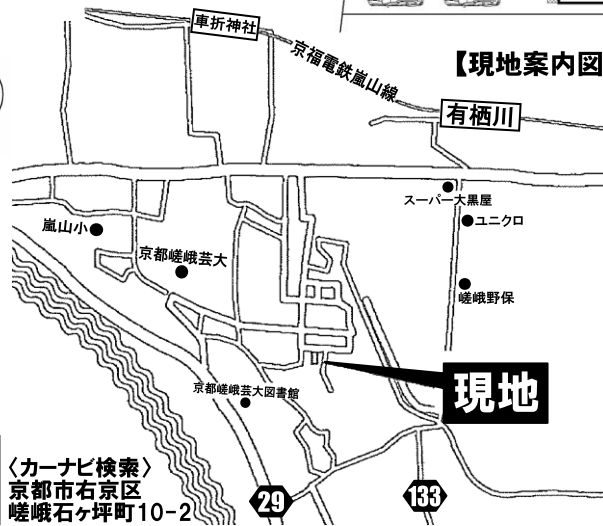 車折神社
京福電鉄嵐山線
【現地案内図
有栖川
スーパー大黒屋
ユニクロ
嵐山小
京都嵯峨芸大
嵯峨野保
京都嵯峨芸大図書館
現地
〈カーナビ検索〉
京都市右京区
嵯峨石ヶ坪町10-2
29
133